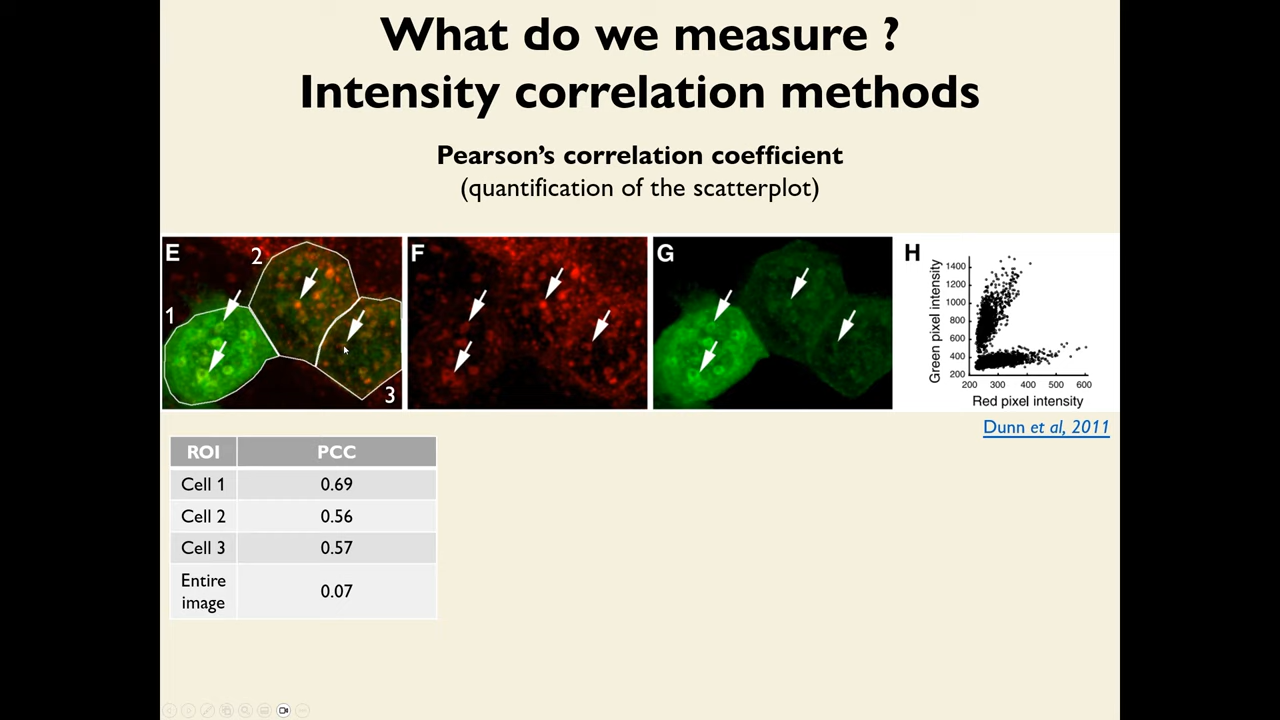 What do we measure ?
Intensity correlation methods
Pearson's correlation coefficient
(quantification of the scatterplot)
E
2
1
3
F
G
H
Green pixel intensity
1400
1200
1000
800
600
400
200
200 300 400 500 600
Red pixel intensity
Dunn et al, 2011
ROI PCC
Cell 1 0.69
Cell 2 0.56
Cell 3 0.57
Entire
image 0.07